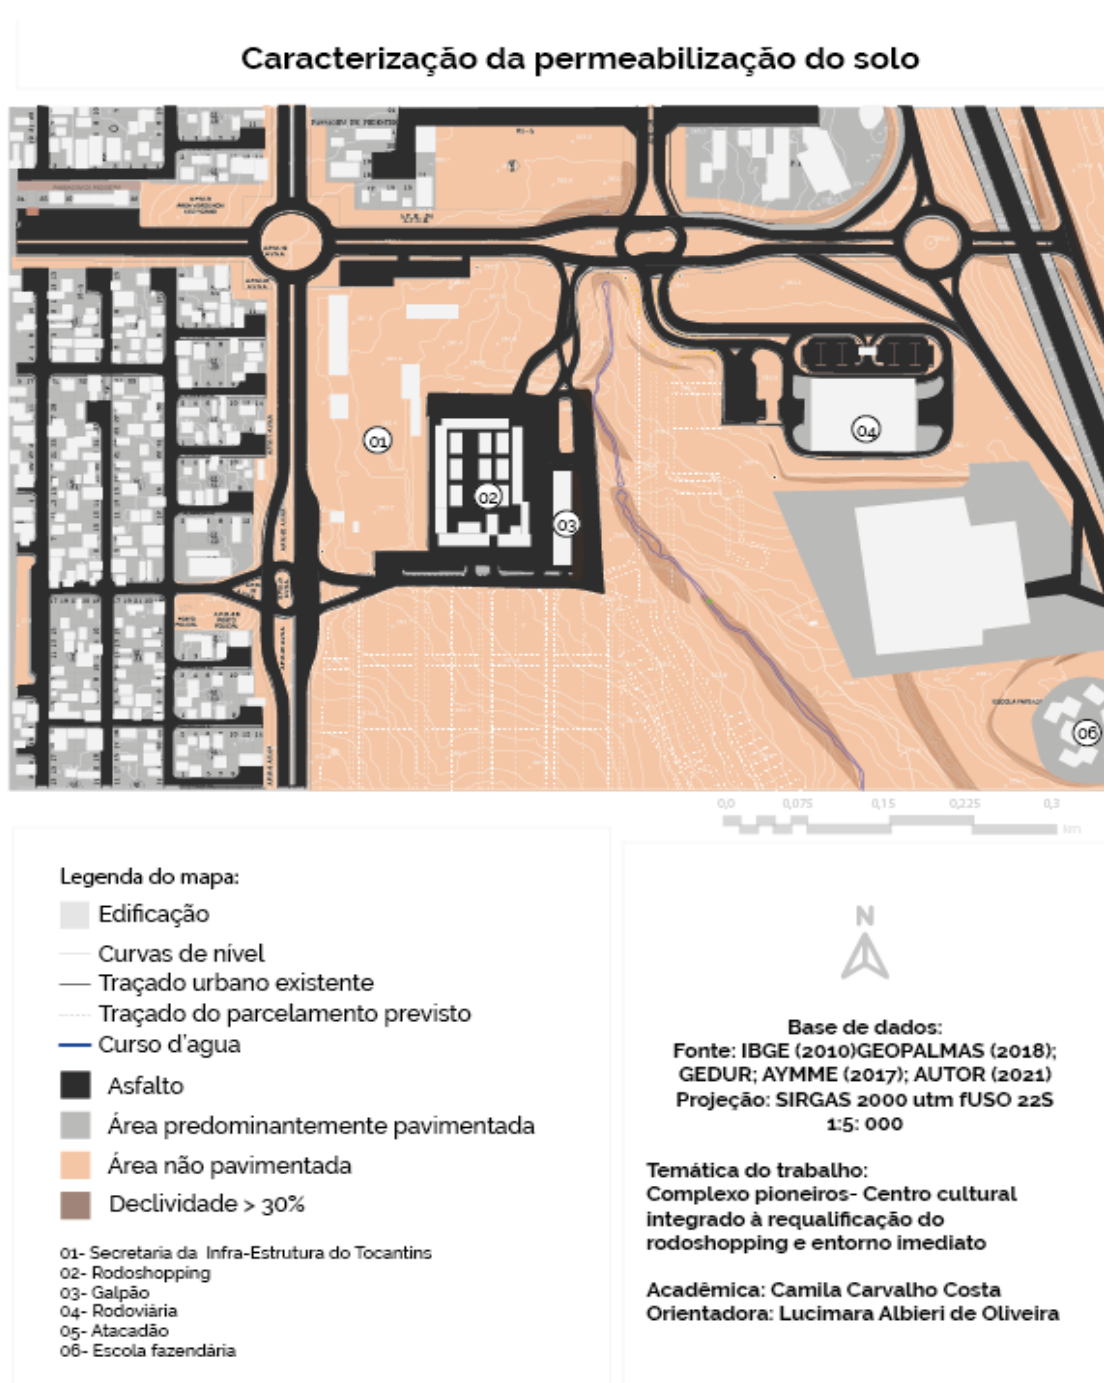 Caracterização da permeabilização do solo
01
02
03
04
06
0,0 0,075 0,15 0,225 0,3
km
Legenda do mapa:
Edificação
Curvas de nível
Traçado urbano existente
Traçado do parcelamento previsto
Curso d'agua
Asfalto
Área predominantemente pavimentada
Área não pavimentada
Declividade > 30%
01- Secretaria da Infra-Estrutura do Tocantins
02- Rodoshopping
03- Galpão
04- Rodoviária
05- Atacadão
06- Escola fazendária
N
Base de dados:
Fonte: IBGE (2010)GEOPALMAS (2018);
GEDUR; AYMME (2017); AUTOR (2021)
Projeção: SIRGAS 2000 utm fUSO 22S
1:5: 000
Temática do trabalho:
Complexo pioneiros- Centro cultural
integrado à requalificação do
rodoshopping e entorno imediato
Acadêmica: Camila Carvalho Costa
Orientadora: Lucimara Albieri de Oliveira